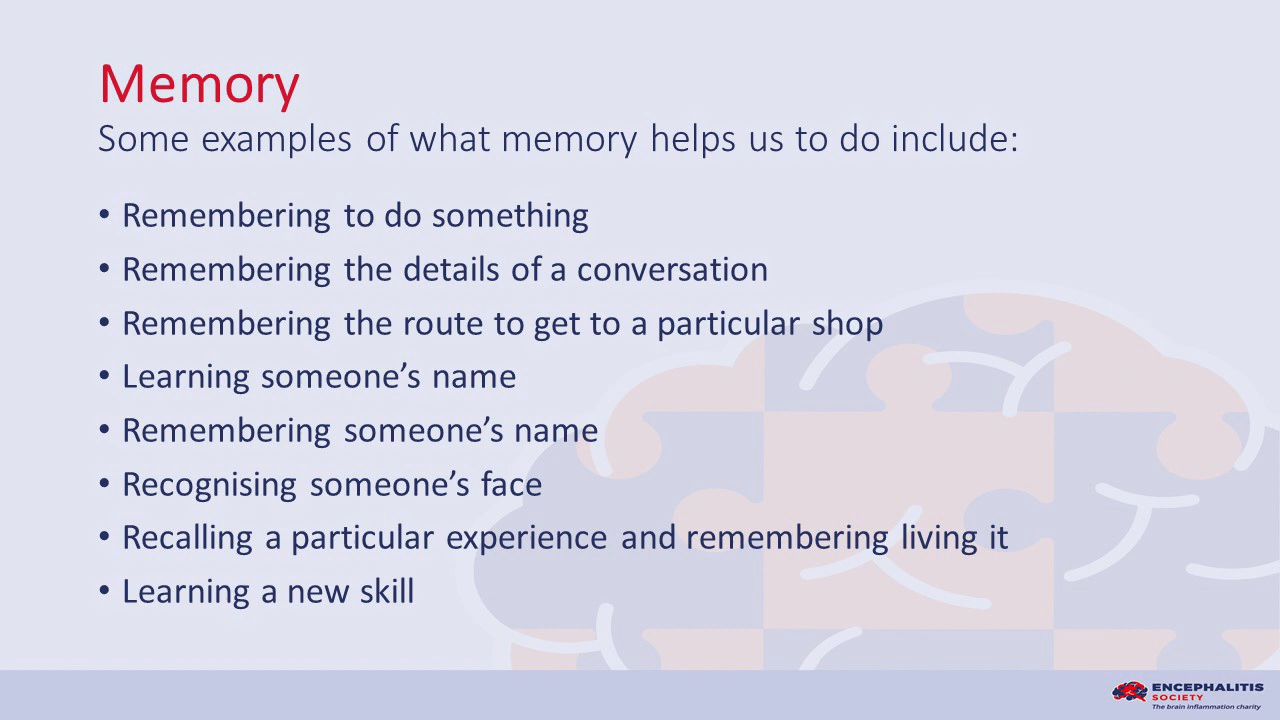 Memory
Some examples of what memory helps us to do include:
• Remembering to do something
• Remembering the details of a conversation
• Remembering the route to get to a particular shop
• Learning someone’s name
• Remembering someone’s name
• Recognising someone’s face
• Recalling a particular experience and remembering living it
• Learning a new skill
ENCEPHALITIS
SOCIETY
The brain inflammation charity